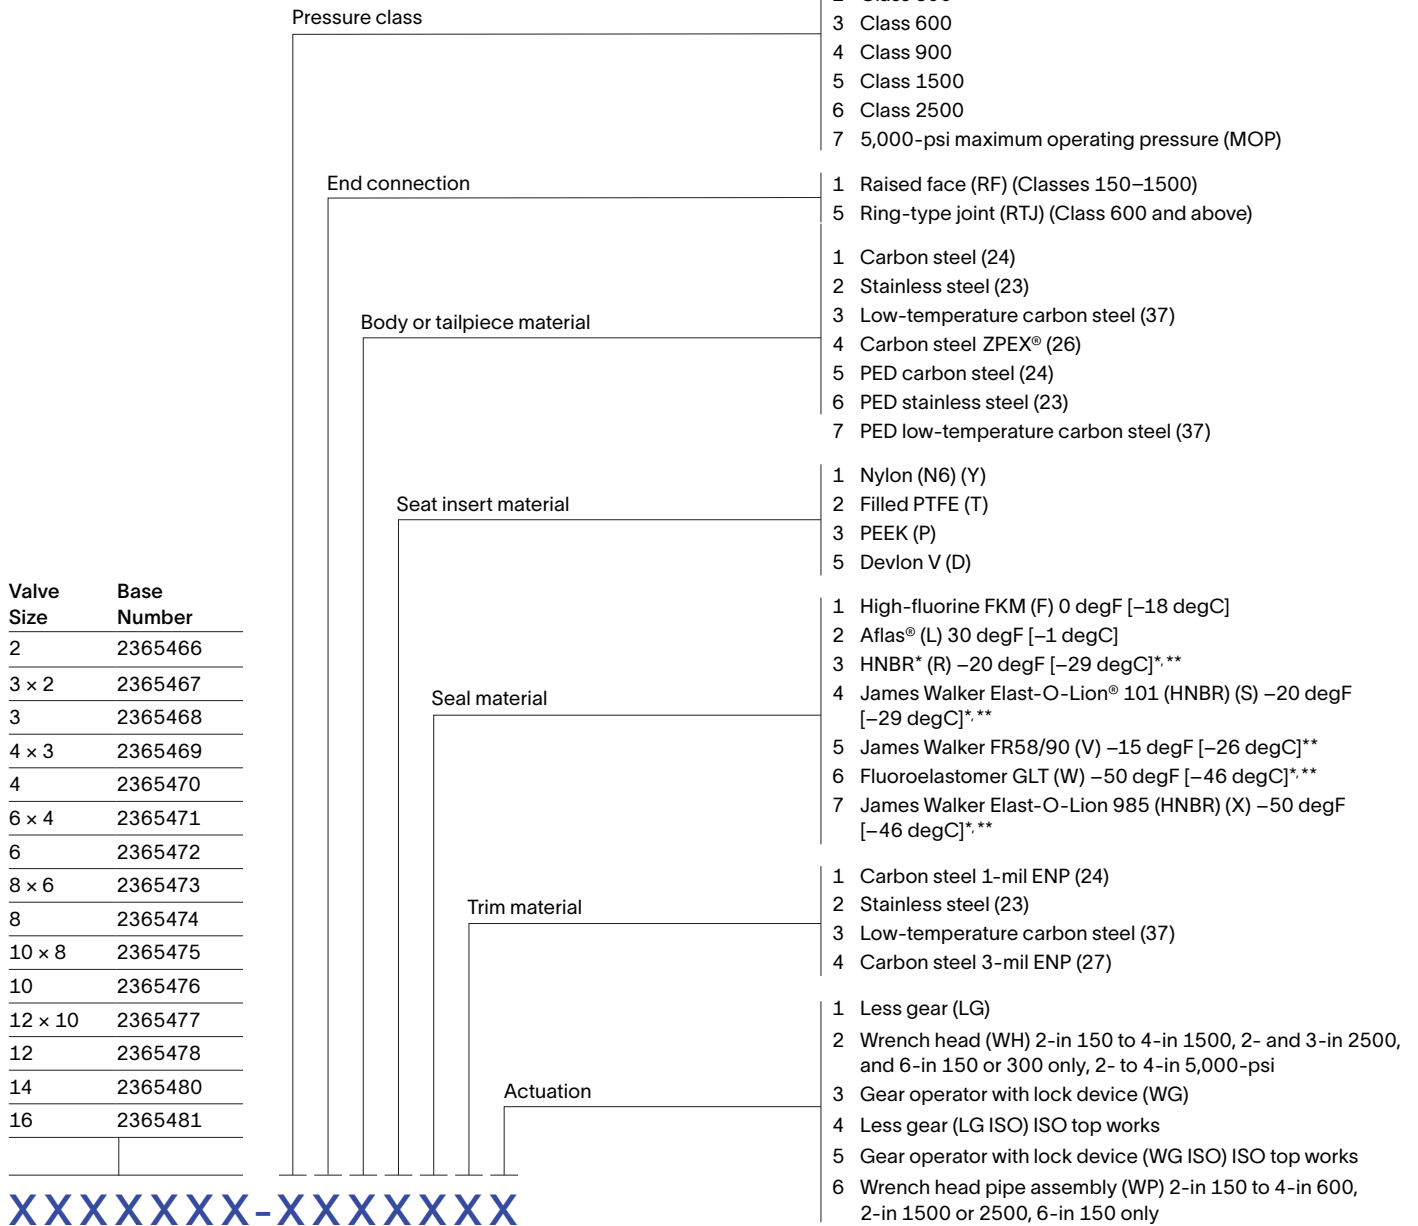 Pressure class
3 Class 600
4 Class 900
5 Class 1500
6 Class 2500
7 5,000-psi maximum operating pressure (MOP)
End connection
1 Raised face (RF) (Classes 150–1500)
5 Ring-type joint (RTJ) (Class 600 and above)
Body or tailpiece material
1 Carbon steel (24)
2 Stainless steel (23)
3 Low-temperature carbon steel (37)
4 Carbon steel ZPEX® (26)
5 PED carbon steel (24)
6 PED stainless steel (23)
7 PED low-temperature carbon steel (37)
Seat insert material
1 Nylon (N6) (Y)
2 Filled PTFE (T)
3 PEEK (P)
5 Devlon V (D)
Seal material
1 High-fluorine FKM (F) 0 degF [–18 degC]
2 Aflas® (L) 30 degF [–1 degC]
3 HNBR* (R) –20 degF [–29 degC]*,**
4 James Walker Elast-O-Lion® 101 (HNBR) (S) –20 degF
[–29 degC]*,**
5 James Walker FR58/90 (V) –15 degF [–26 degC]**
6 Fluoroelastomer GLT (W) –50 degF [–46 degC]*,**
7 James Walker Elast-O-Lion 985 (HNBR) (X) –50 degF
[–46 degC]*,**
Trim material
1 Carbon steel 1-mil ENP (24)
2 Stainless steel (23)
3 Low-temperature carbon steel (37)
4 Carbon steel 3-mil ENP (27)
Actuation
1 Less gear (LG)
2 Wrench head (WH) 2-in 150 to 4-in 1500, 2- and 3-in 2500,
and 6-in 150 or 300 only, 2- to 4-in 5,000-psi
3 Gear operator with lock device (WG)
4 Less gear (LG ISO) ISO top works
5 Gear operator with lock device (WG ISO) ISO top works
6 Wrench head pipe assembly (WP) 2-in 150 to 4-in 600,
2-in 1500 or 2500, 6-in 150 only
Valve Base
Size Number
2 2365466
3 × 2 2365467
3 2365468
4 × 3 2365469
4 2365470
6 × 4 2365471
6 2365472
8 × 6 2365473
8 2365474
10 × 8 2365475
10 2365476
12 × 10 2365477
12 2365478
14 2365480
16 2365481
XXXXXXX-XXXXXXX